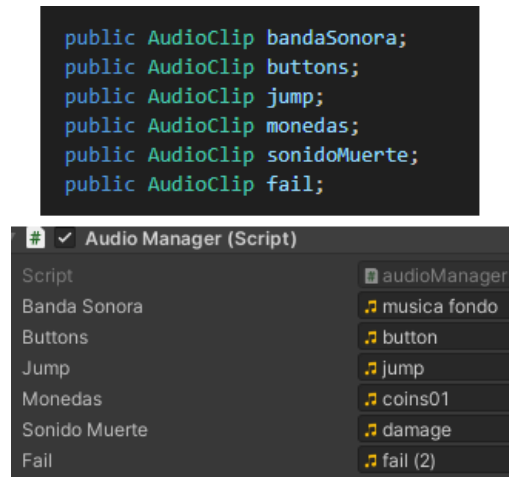 public AudioClip bandaSonora;
public AudioClip buttons;
public AudioClip jump;
public AudioClip monedas;
public AudioClip sonidoMuerte;
public AudioClip fail;
# Audio Manager (Script)
Script # audioManager
Banda Sonora musica fondo
Buttons button
Jump jump
Monedas coins01
Sonido Muerte damage
Fail fail (2)